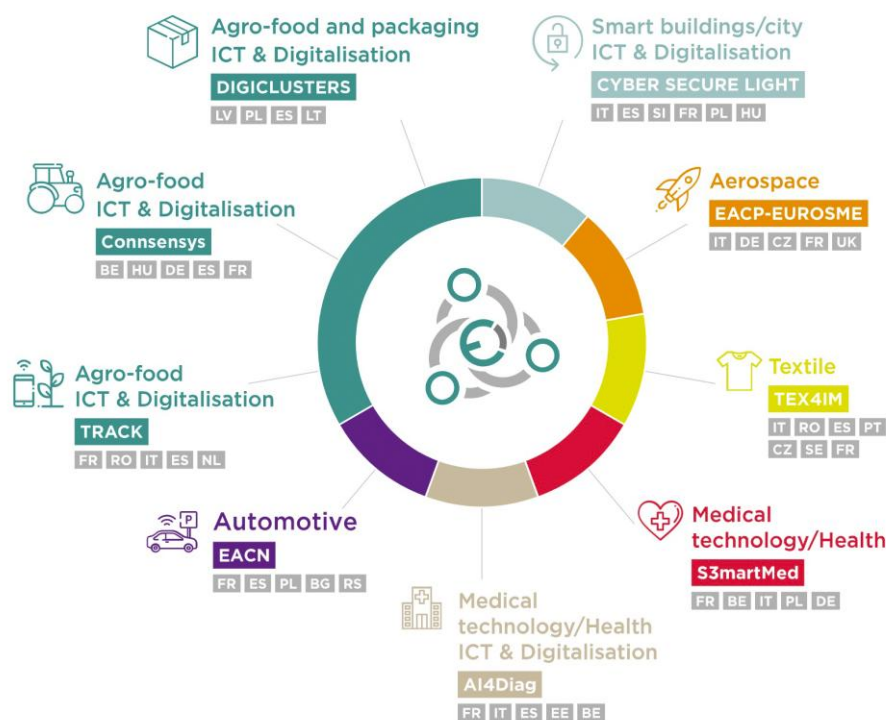 Agro-food and packaging
ICT & Digitalisation
DIGICLUSTERS
LV PL ES LT
Smart buildings/city
ICT & Digitalisation
CYBER SECURE LIGHT
IT ES SI FR PL HU
Agro-food
ICT & Digitalisation
Connsensys
BE HU DE ES FR
Aerospace
EACP-EUROSME
IT DE CZ FR UK
Agro-food
ICT & Digitalisation
TRACK
FR RO IT ES NL
Textile
TEX4IM
IT RO ES PT
CZ SE FR
Automotive
EACN
FR ES PL BG RS
P
Medical
technology/Health
S3martMed
FR BE IT PL DE
Medical
technology/Health
ICT & Digitalisation
AI4Diag
FR IT ES EE BE